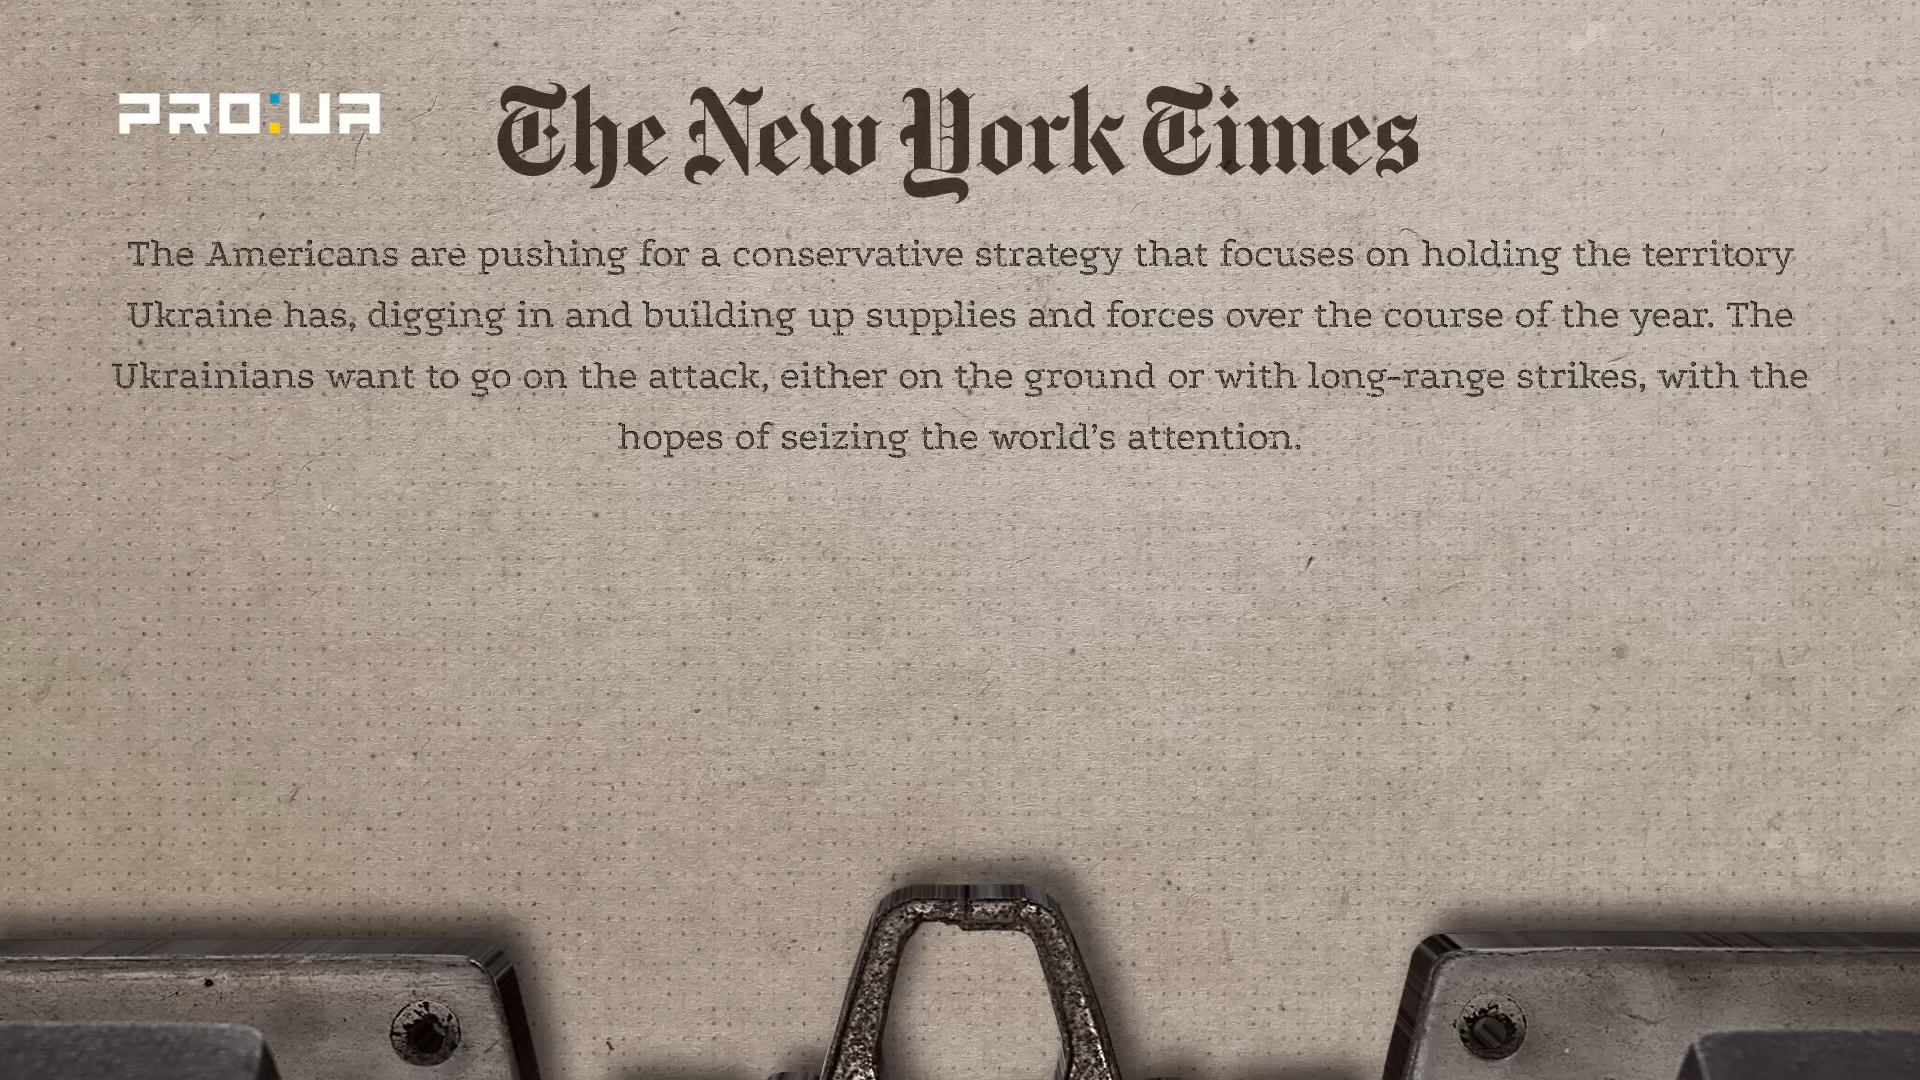 PRO:UA
The New York Times
The Americans are pushing for a conservative strategy that focuses on holding the territory
Ukraine has, digging in and building up supplies and forces over the course of the year. The
Ukrainians want to go on the attack, either on the ground or with long-range strikes, with the
hopes of seizing the world’s attention.